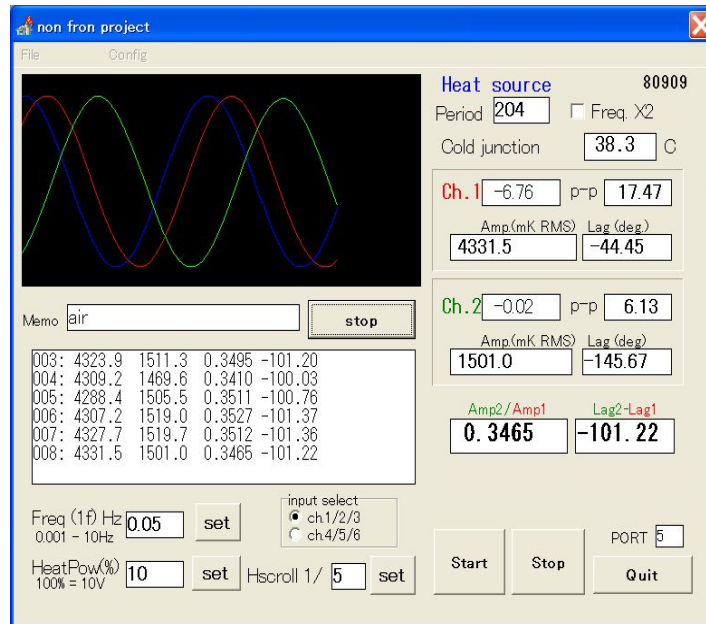 non fron project
File Config
Heat source 80909
Period 204 Freq. X2
Cold junction 38.3 C
Ch.1 -6.76 p-p 17.47
Amp.(mK RMS) Lag (deg.)
4331.5 -44.45
Ch.2 -0.02 p-p 6.13
Amp.(mK RMS) Lag (deg)
1501.0 -145.67
Amp2/Amp1 Lag2-Lag1
0.3465 -101.22
Memo air stop
003: 4323.9 1511.3 0.3495 -101.20
004: 4309.2 1469.6 0.3410 -100.03
005: 4288.4 1505.5 0.3511 -100.76
006: 4307.2 1519.0 0.3527 -101.37
007: 4327.7 1519.7 0.3512 -101.36
008: 4331.5 1501.0 0.3465 -101.22
Freq (1f) Hz 0.05 set
0.001 - 10Hz
input select
ch.1/2/3
ch.4/5/6
HeatPow(%) 10 set Hscroll 1/ 5 set
100% = 10V
Start Stop
PORT 5
Quit